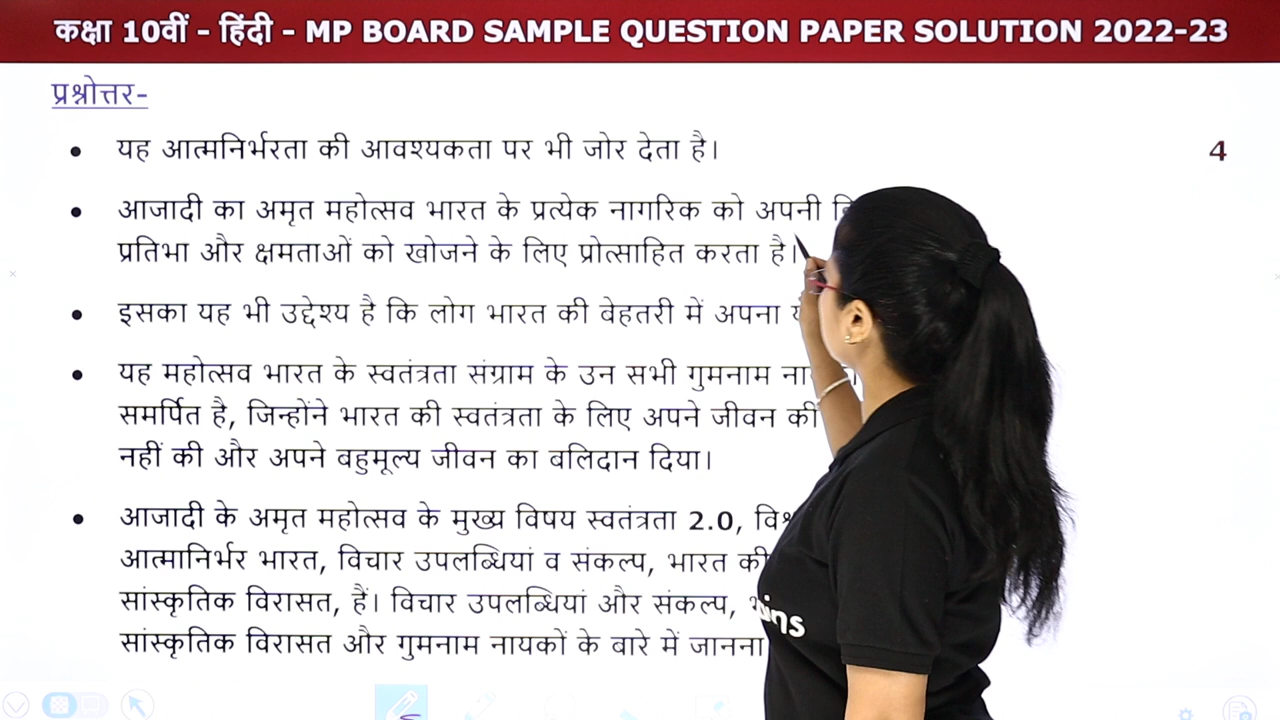 कक्षा 10वीं - हिंदी - MP BOARD SAMPLE QUESTION PAPER SOLUTION 2022-23
प्रश्नोत्तर-
• यह आत्मनिर्भरता की आवश्यकता पर भी जोर देता है। 4
• आजादी का अमृत महोत्सव भारत के प्रत्येक नागरिक को अपनी
प्रतिभा और क्षमताओं को खोजने के लिए प्रोत्साहित करता है।
• इसका यह भी उद्देश्य है कि लोग भारत की वेहतरी में अपना
• यह महोत्सव भारत के स्वतंत्रता संग्राम के उन सभी गुमनाम
समर्पित है, जिन्होंने भारत की स्वतंत्रता के लिए अपने जीवन की
नहीं की और अपने वहुमूल्य जीवन का बलिदान दिया।
• आजादी के अमृत महोत्सव के मुख्य विषय स्वतंत्रता 2.0,
आत्मानिर्भर भारत, विचार उपलब्धियां व संकल्प, भारत की
सांस्कृतिक विरासत, हैं। विचार उपलब्धियां और संकल्प,
सांस्कृतिक विरासत और गुमनाम नायकों के बारे में जानना